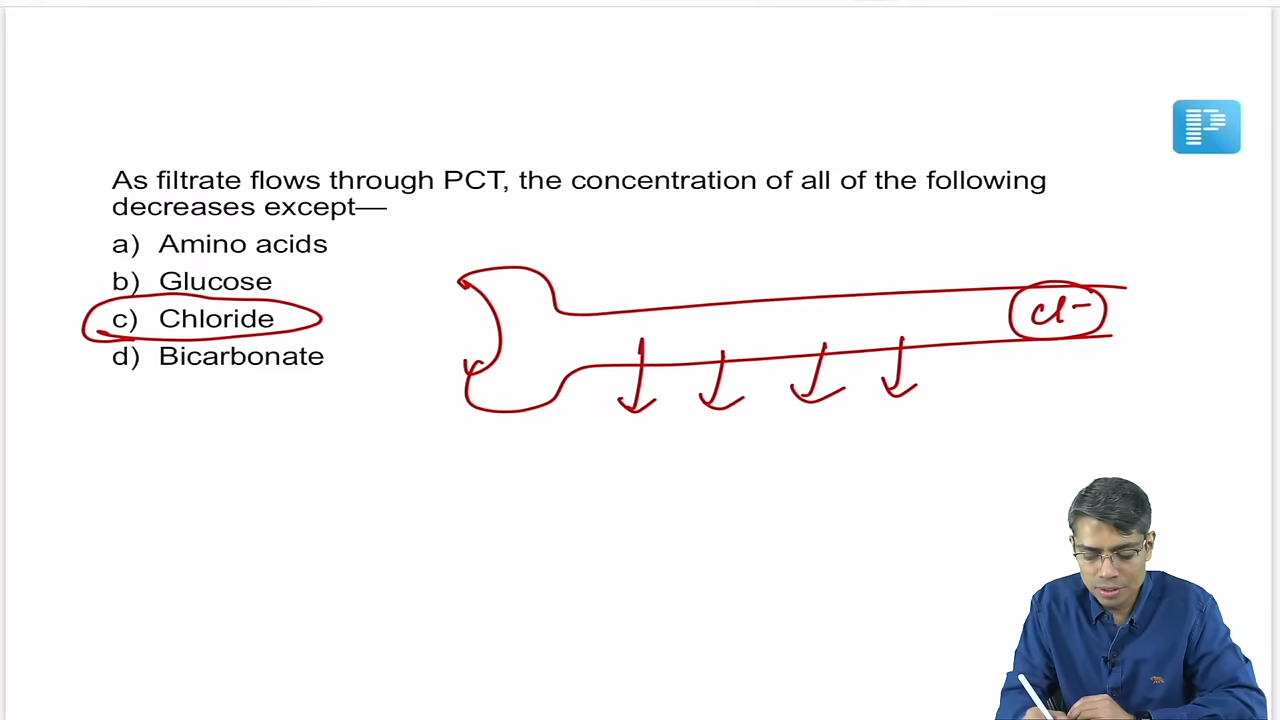 As filtrate flows through PCT, the concentration of all of the following
decreases except—
a) Amino acids
b) Glucose
c) Chloride
d) Bicarbonate
cl-
P